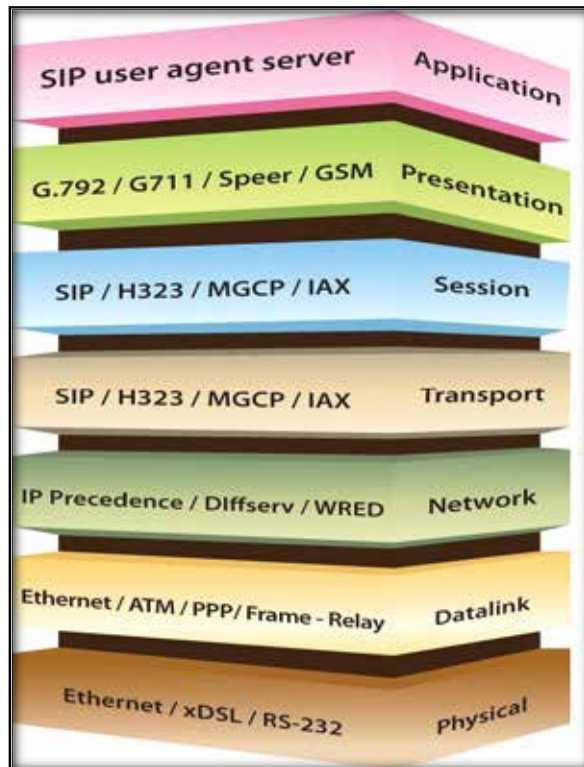 SIP user agent server Application
G.792 / G711 / Speer / GSM Presentation
SIP / H323 / MGCP / IAX Session
SIP / H323 / MGCP / IAX Transport
IP Precedence / DIffserv / WRED Network
Ethernet / ATM / PPP/ Frame - Relay Datalink
Ethernet / xDSL / RS-232 Physical